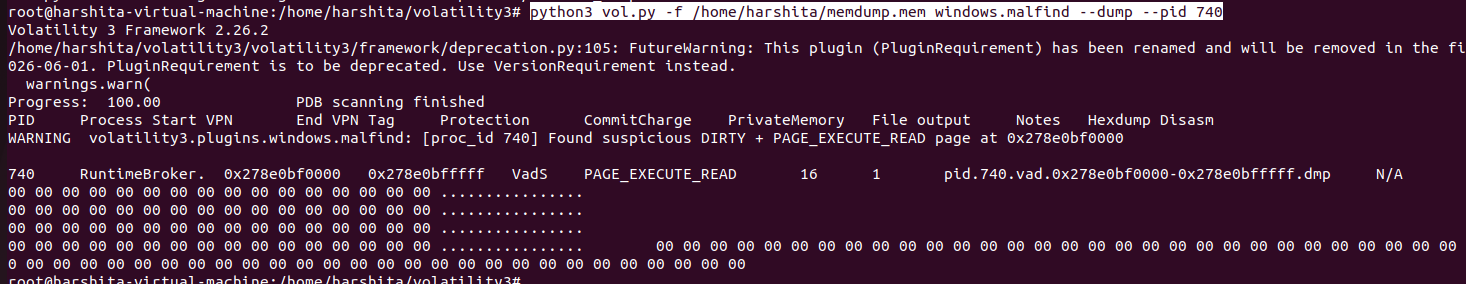 root@harshita-virtual-machine:/home/harshita/volatility3# python3 vol.py -f /home/harshita/memdump.mem windows.malfind --dump --pid 740
Volatility 3 Framework 2.26.2
/home/harshita/volatility3/volatility3/framework/deprecation.py:105: FutureWarning: This plugin (PluginRequirement) has been renamed and will be removed in the fi
026-06-01. PluginRequirement is to be deprecated. Use VersionRequirement instead.
  warnings.warn(
Progress:  100.00               PDB scanning finished
PID     Process Start VPN       End VPN Tag     Protection      CommitCharge    PrivateMemory   File output     Notes   Hexdump Disasm
WARNING  volatility3.plugins.windows.malfind: [proc_id 740] Found suspicious DIRTY + PAGE_EXECUTE_READ page at 0x278e0bf0000
740     RuntimeBroker.  0x278e0bf0000   0x278e0bfffff   VadS    PAGE_EXECUTE_READ       16      1       pid.740.vad.0x278e0bf0000-0x278e0bfffff.dmp     N/A
00 00 00 00 00 00 00 00 00 00 00 00 00 00 00 00 ................
00 00 00 00 00 00 00 00 00 00 00 00 00 00 00 00 ................
00 00 00 00 00 00 00 00 00 00 00 00 00 00 00 00 ................
00 00 00 00 00 00 00 00 00 00 00 00 00 00 00 00 ................        00 00 00 00 00 00 00 00 00 00 00 00 00 00 00 00 00 00 00 00 00 00 00 00 00 00 00 00 00 00
0 00 00 00 00 00 00 00 00 00 00 00 00 00 00 00 00 00 00 00 00 00 00 00 00 00 00 00
root@harshita-virtual-machine:/home/harshita/volatility3#